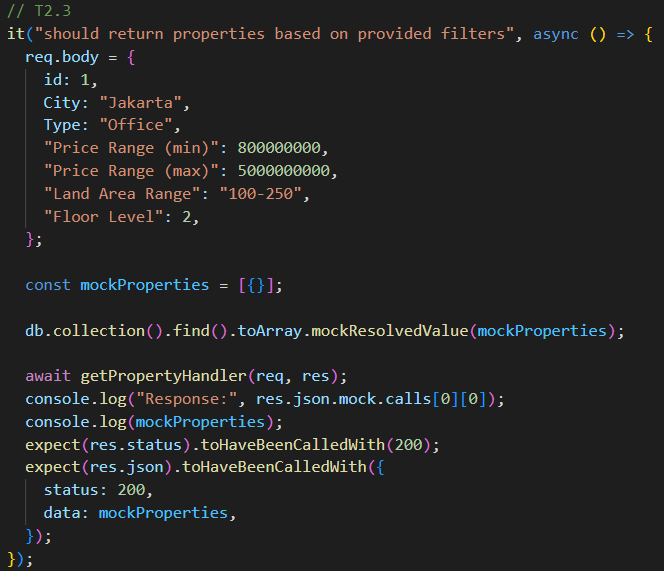 // T2.3
it("should return properties based on provided filters", async () => {
  req.body = {
    id: 1,
    City: "Jakarta",
    Type: "Office",
    "Price Range (min)": 800000000,
    "Price Range (max)": 5000000000,
    "Land Area Range": "100-250",
    "Floor Level": 2,
  };

  const mockProperties = [{}];

  db.collection().find().toArray.mockResolvedValue(mockProperties);

  await getPropertyHandler(req, res);
  console.log("Response:", res.json.mock.calls[0][0]);
  console.log(mockProperties);
  expect(res.status).toHaveBeenCalledWith(200);
  expect(res.json).toHaveBeenCalledWith({
    status: 200,
    data: mockProperties,
  });
});